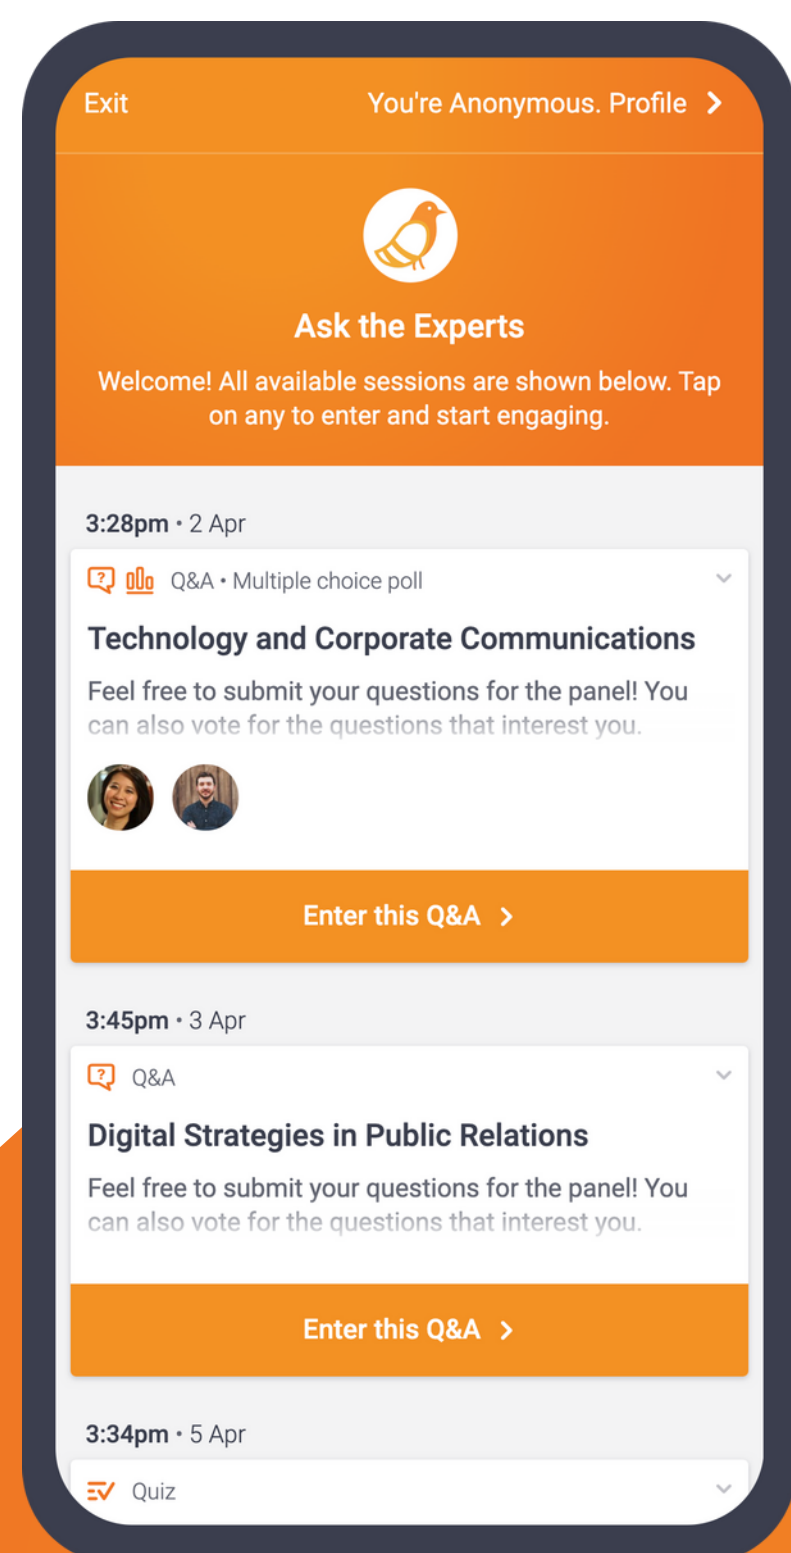 Exit
You're Anonymous. Profile
Ask the Experts
Welcome! All available sessions are shown below. Tap
on any to enter and start engaging.
3:28pm • 2 Apr
Q&A • Multiple choice poll
Technology and Corporate Communications
Feel free to submit your questions for the panel! You
can also vote for the questions that interest you.
Enter this Q&A
3:45pm • 3 Apr
Q&A
Digital Strategies in Public Relations
Feel free to submit your questions for the panel! You
can also vote for the questions that interest you.
Enter this Q&A
3:34pm • 5 Apr
Quiz